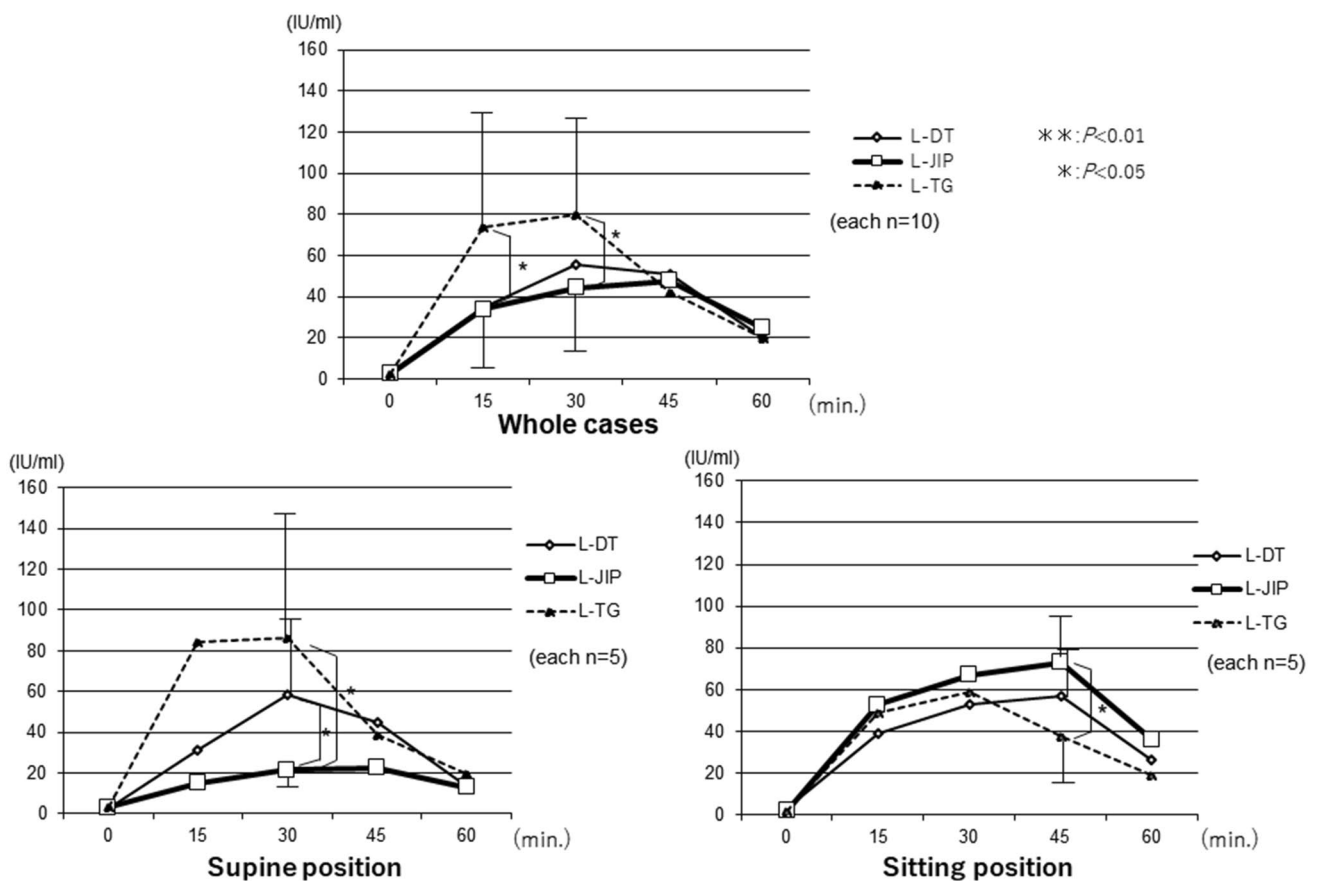 (IU/ml)
160
140
120
100
80
60
40
20
0
0 15 30 45 60 (min.)
* *
L-DT
L-JIP
L-TG
(each n=10)
**:P<0.01
*:P<0.05
Whole cases
(IU/ml)
160
140
120
100
80
60
40
20
0
0 15 30 45 60 (min.)
* *
L-DT
L-JIP
L-TG
(each n=5)
Supine position
(IU/ml)
160
140
120
100
80
60
40
20
0
0 15 30 45 60 (min.)
*
L-DT
L-JIP
L-TG
(each n=5)
Sitting position